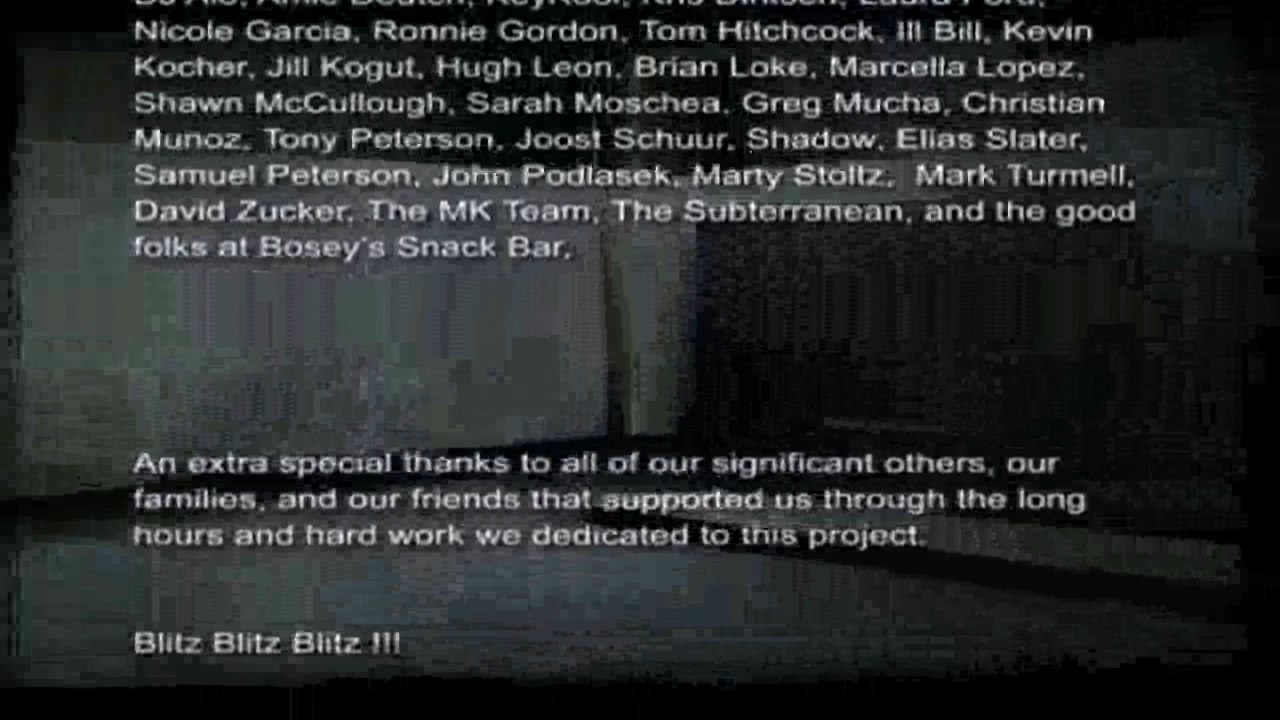 Nicole Garcia, Ronnie Gordon, Tom Hitchcock, Ill Bill, Kevin
Kocher, Jill Kogut, Hugh Leon, Brian Loke, Marcella Lopez,
Shawn McCullough, Sarah Moschea, Greg Mucha, Christian
Munoz, Tony Peterson, Joost Schuur, Shadow, Elias Slater,
Samuel Peterson, John Podlasek, Marty Stoltz, Mark Turmell,
David Zucker, The MK Team, The Subterranean, and the good
folks at Bosey's Snack Bar.
An extra special thanks to all of our significant others, our
families, and our friends that supported us through the long
hours and hard work we dedicated to this project.
Blitz Blitz Blitz !!!